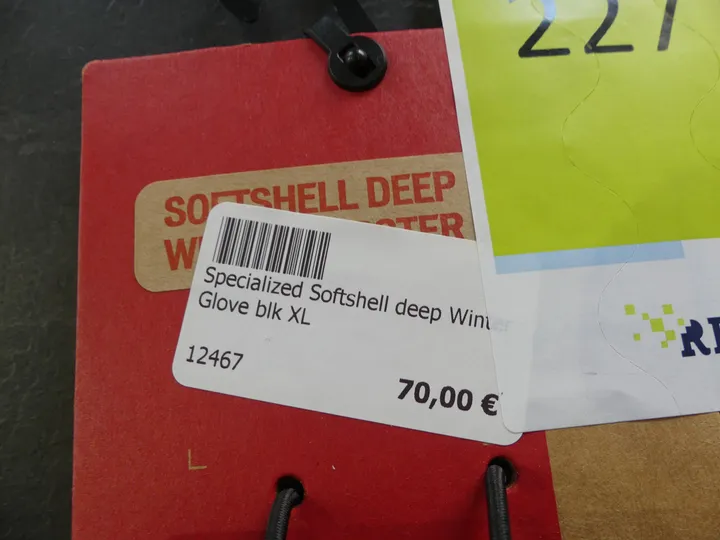 227
SOFTSHELL DEEP
Specialized Softshell deep Winter
Glove blk XL
12467
70,00 €
L